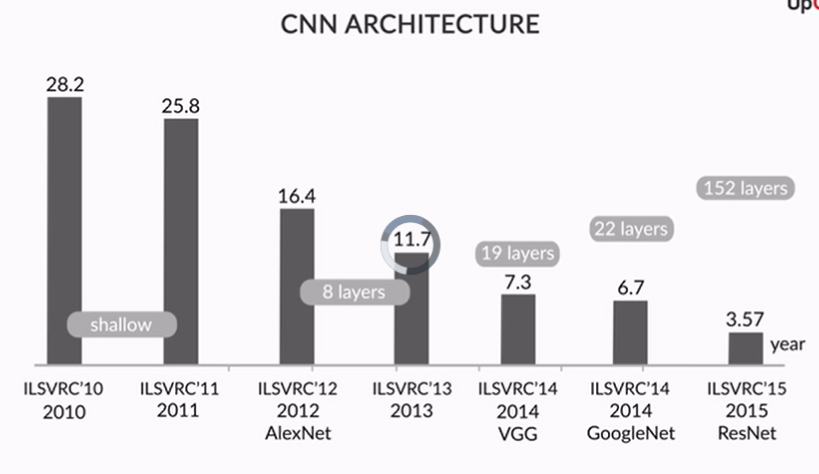 Up
CNN ARCHITECTURE
28.2
25.8
16.4
11.7
7.3
6.7
3.57
shallow
8 layers
19 layers
22 layers
152 layers
year
ILSVRC'10
2010
ILSVRC'11
2011
ILSVRC'12
2012
AlexNet
ILSVRC'13
2013
ILSVRC'14
2014
VGG
ILSVRC'14
2014
GoogleNet
ILSVRC'15
2015
ResNet